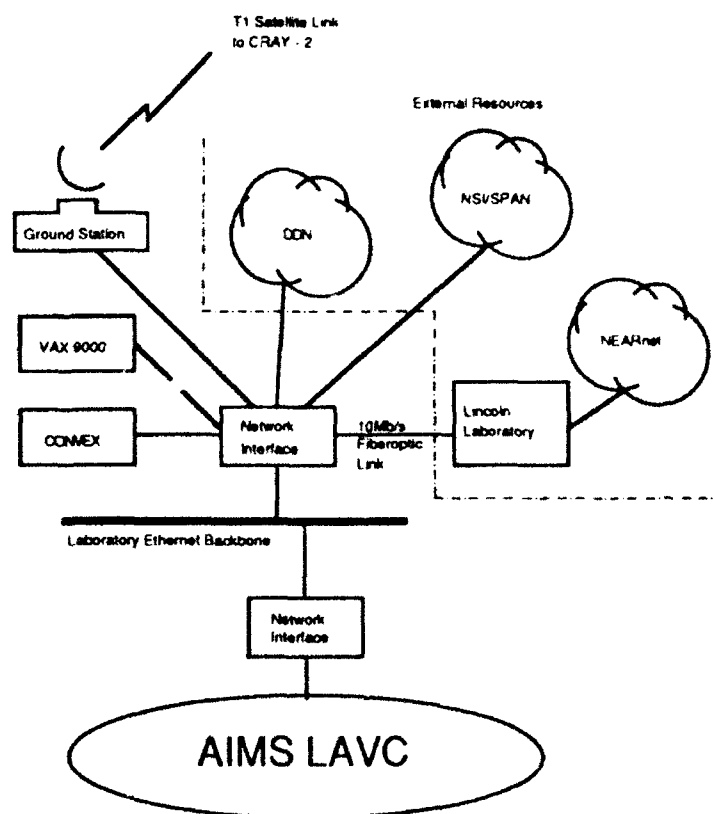 T1 Satellite Link
to CRAY - 2
External Resources
NSI/SPAN
DDN
Ground Station
NEARnet
VAX 9000
Lincoln
Laboratory
Network
Interface
10Mb/s
Fiberoptic
Link
CONVEX
Laboratory Ethernet Backbone
Network
Interface
AIMS LAVC